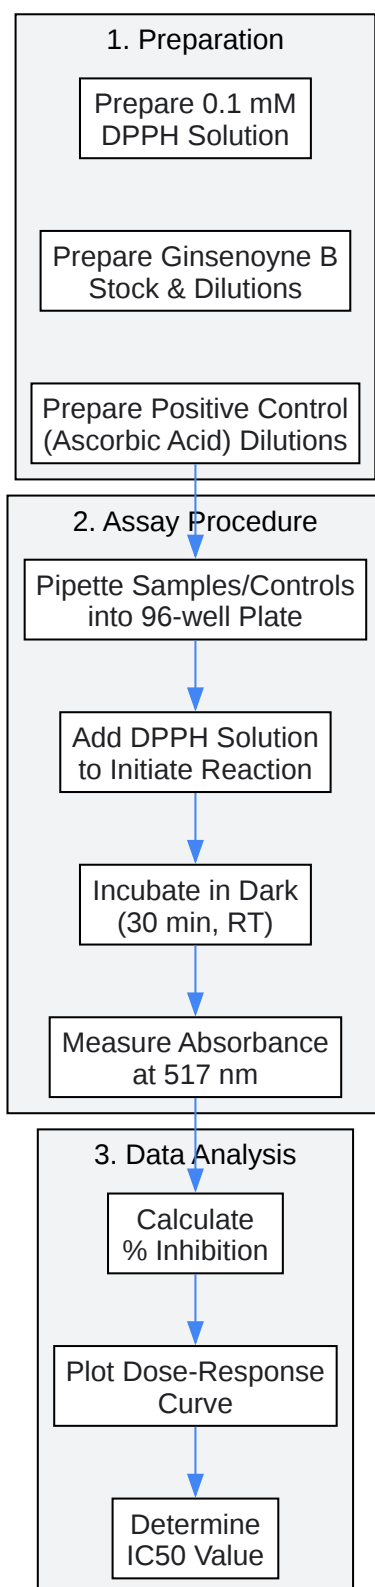 1. Preparation
Prepare 0.1 mM
DPPH Solution
Prepare Ginsenoyne B
Stock & Dilutions
Prepare Positive Control
(Ascorbic Acid) Dilutions
2. Assay Procedure
Pipette Samples/Controls
into 96-well Plate
Add DPPH Solution
to Initiate Reaction
Incubate in Dark
(30 min, RT)
Measure Absorbance
at 517 nm
3. Data Analysis
Calculate
% Inhibition
Plot Dose-Response
Curve
Determine
IC50 Value